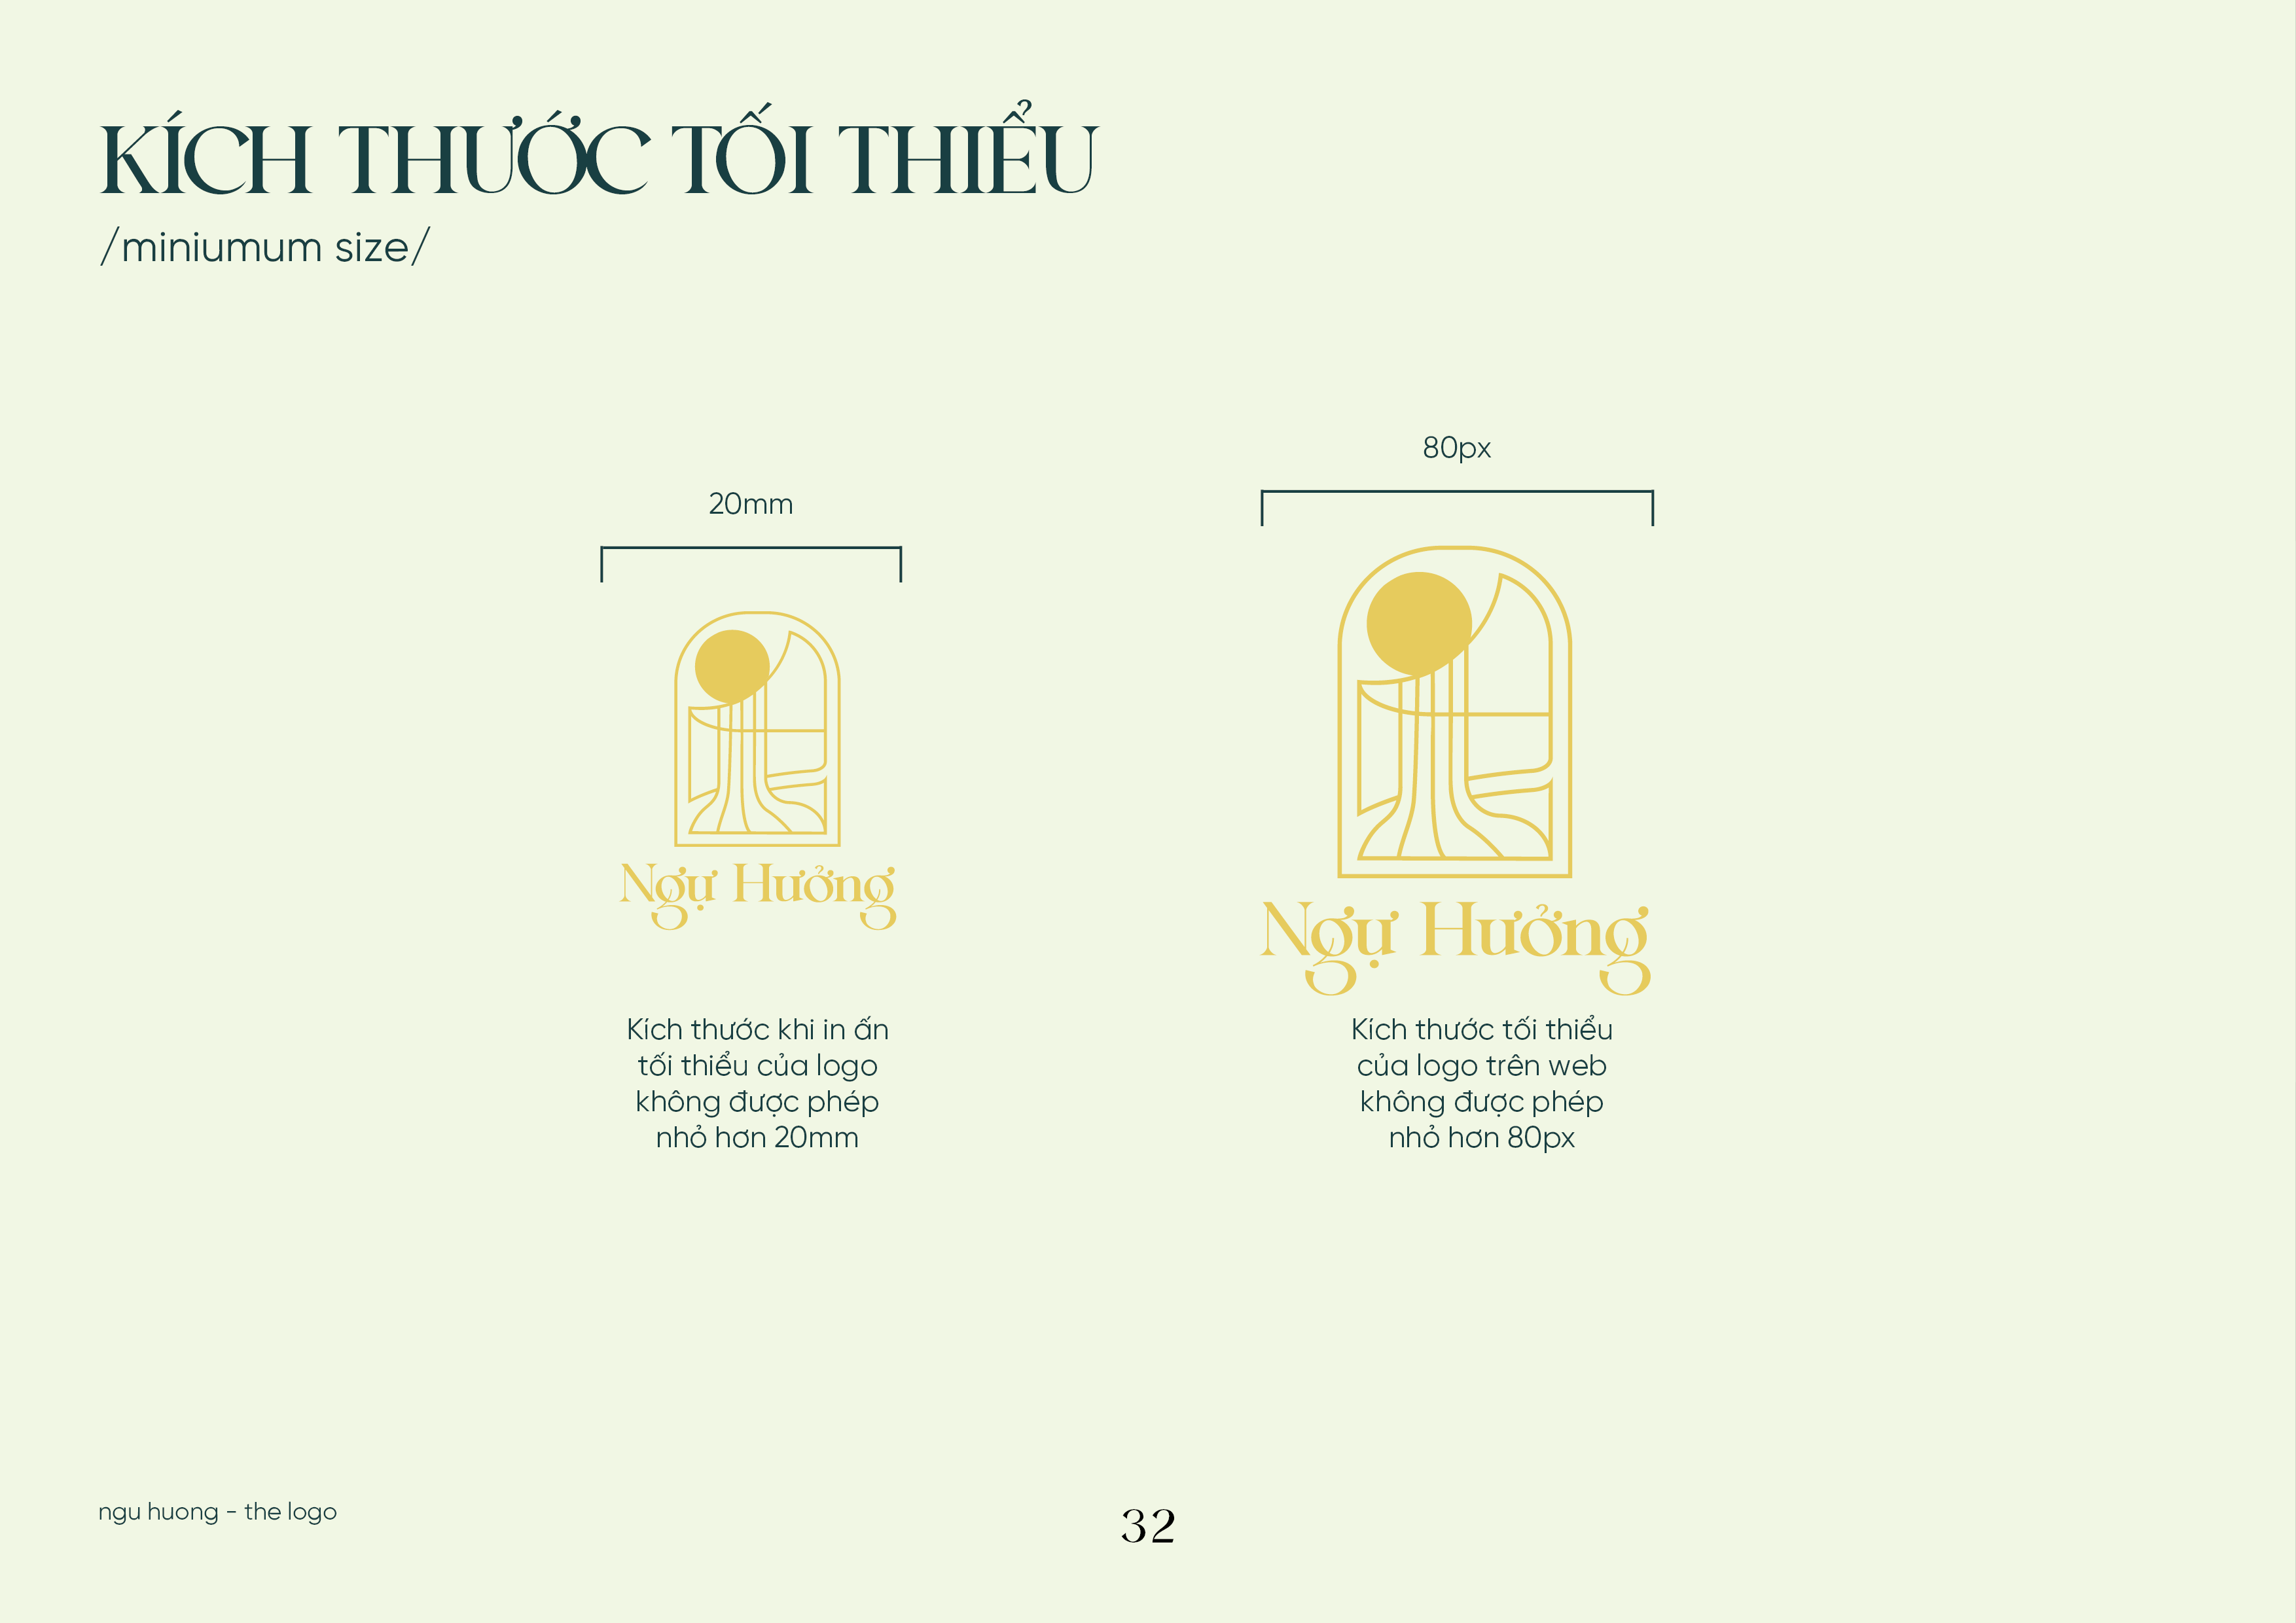 KÍCH THƯỚC TỐI THIỂU
/miniumum size/
20mm
Ngự Hưởng
Kích thước khi in ấn
tối thiểu của logo
không được phép
nhỏ hơn 20mm
80px
Ngự Hưởng
Kích thước tối thiểu
của logo trên web
không được phép
nhỏ hơn 80px
ngu huong - the logo
32